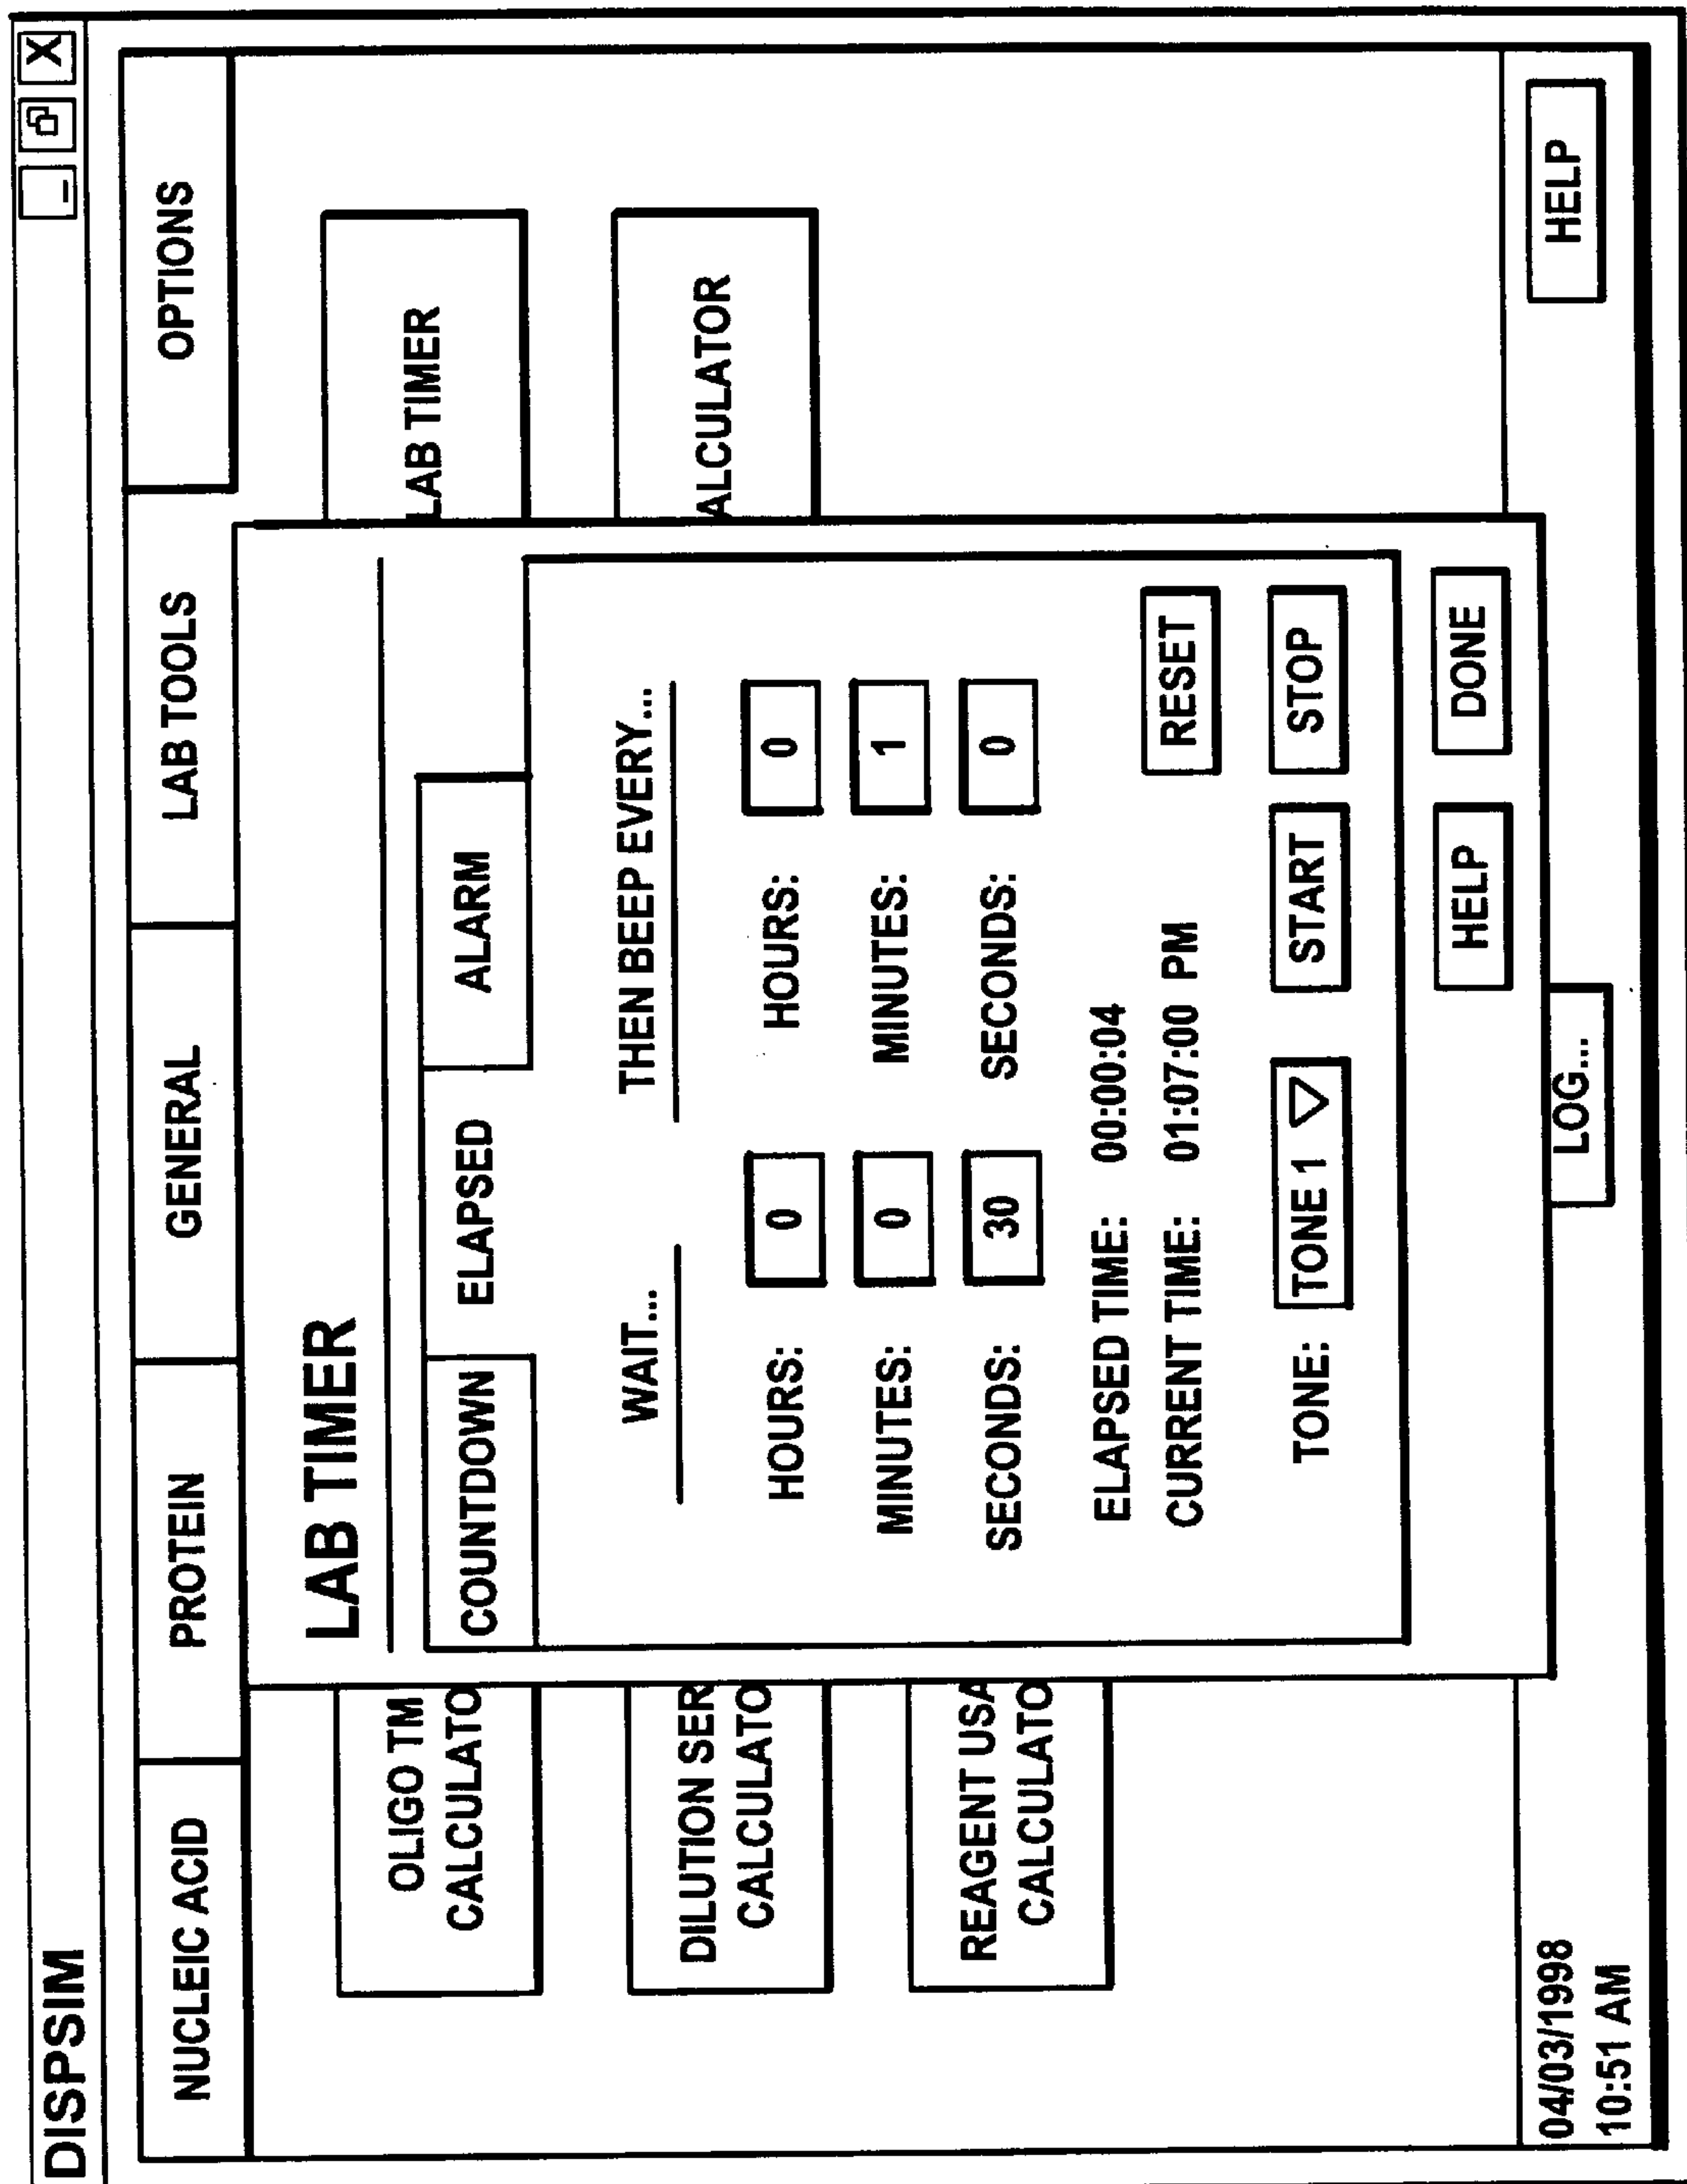 DISPSIM
_ X
NUCLEIC ACID PROTEIN GENERAL LAB TOOLS OPTIONS
OLIGO TM
CALCULATO
DILUTION SER
CALCULATO
REAGENT USA
CALCULATO
LAB TIMER
ALCULATOR
LAB TIMER
COUNTDOWN ELAPSED ALARM
WAIT... THEN BEEP EVERY...
HOURS: 0 HOURS: 0
MINUTES: 0 MINUTES: 1
SECONDS: 30 SECONDS: 0
ELAPSED TIME: 00:00:04
CURRENT TIME: 01:07:00 PM
RESET
TONE: TONE 1 START STOP
HELP DONE
04/03/1998
10:51 AM
LOG...
HELP